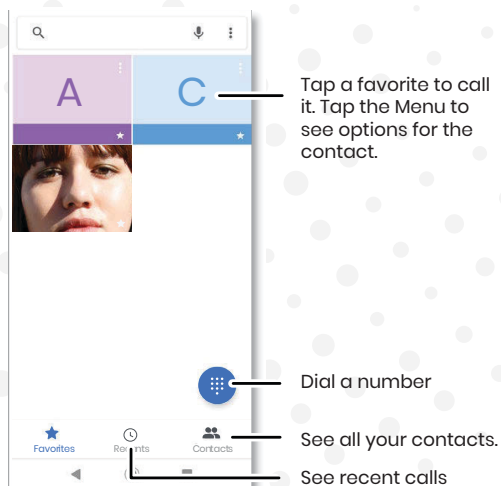 A
C
Tap a favorite to call
it. Tap the Menu to
see options for the
contact.
Dial a number
Favorites
Contacts
See all your contacts.
See recent calls